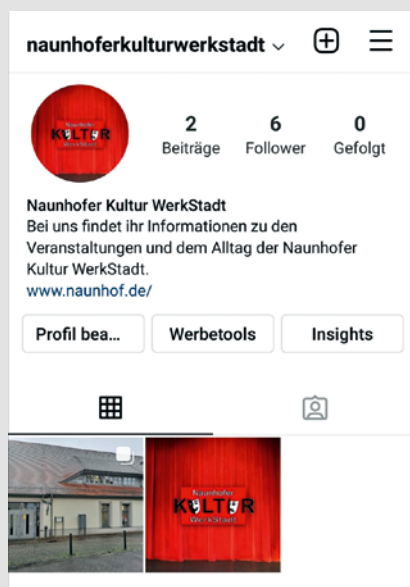 naunhoferkulturwerkstadt
Naunhofer
KULTUR
WerkStadt
2 6 0
Beiträge Follower Gefolgt
Naunhofer Kultur WerkStadt
Bei uns findet ihr Informationen zu den
Veranstaltungen und dem Alltag der Naunhofer
Kultur WerkStadt.
www.naunhof.de/
Profil bea... Werbetools Insights
Naunhofer
KULTUR
WerkStadt